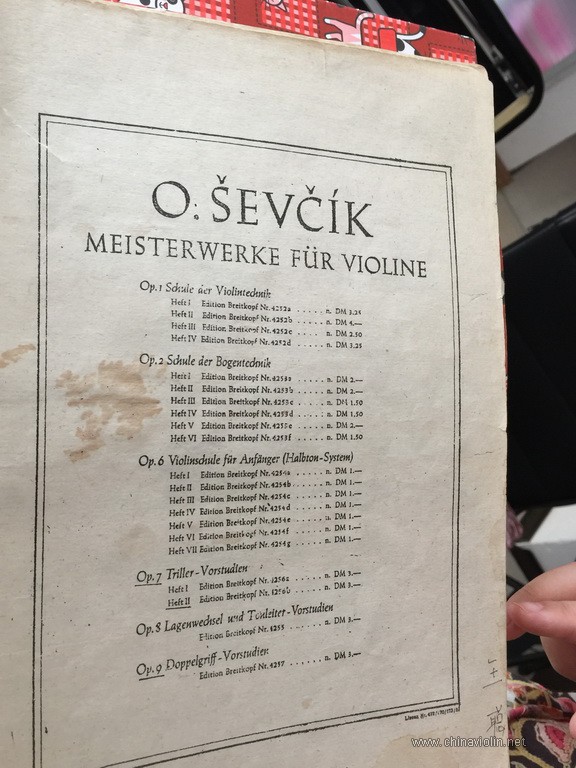 O. ŠEVČÍK
MEISTERWERKE FÜR VIOLINE
Op. 1 Schule der Violintechnik
Heft I Edition Breitkopf Nr. 4252a . . . . . n. DM 3.25
Heft II Edition Breitkopf Nr. 4252b . . . . . n. DM 4.—
Heft III Edition Breitkopf Nr. 4252c . . . . . n. DM 2.50
Heft IV Edition Breitkopf Nr. 4252d . . . . . n. DM 3.25
Op. 2 Schule der Bogentechnik
Heft I Edition Breitkopf Nr. 4253a . . . . . n. DM 2.—
Heft II Edition Breitkopf Nr. 4253b . . . . . n. DM 2.—
Heft III Edition Breitkopf Nr. 4253c . . . . . n. DM 1.50
Heft IV Edition Breitkopf Nr. 4253d . . . . . n. DM 1.50
Heft V Edition Breitkopf Nr. 4253e . . . . . n. DM 2.—
Heft VI Edition Breitkopf Nr. 4253f . . . . . n. DM 1.50
Op. 6 Violinschule für Anfänger (Halbton-System)
Heft I Edition Breitkopf Nr. 4254a . . . . . n. DM 1.—
Heft II Edition Breitkopf Nr. 4254b . . . . . n. DM 1.—
Heft III Edition Breitkopf Nr. 4254c . . . . . n. DM 1.—
Heft IV Edition Breitkopf Nr. 4254d . . . . . n. DM 1.—
Heft V Edition Breitkopf Nr. 4254e . . . . . n. DM 1.—
Heft VI Edition Breitkopf Nr. 4254f . . . . . n. DM 1.—
Heft VII Edition Breitkopf Nr. 4254g . . . . . n. DM 1.—
Op. 7 Triller-Vorstudien
Heft I Edition Breitkopf Nr. . . . . . n. DM 3.—
Heft II Edition Breitkopf Nr. . . . . . n. DM 3.—
Op. 8 Lagenwechsel und Tonleiter-Vorstudien
Edition Breitkopf Nr. 4255 . . . . . n. DM 3.—
Op. 9 Doppelgriff-Vorstudien
Edition Breitkopf Nr. 4257 . . . . . n. DM 3.—
www.chinaviolin.net